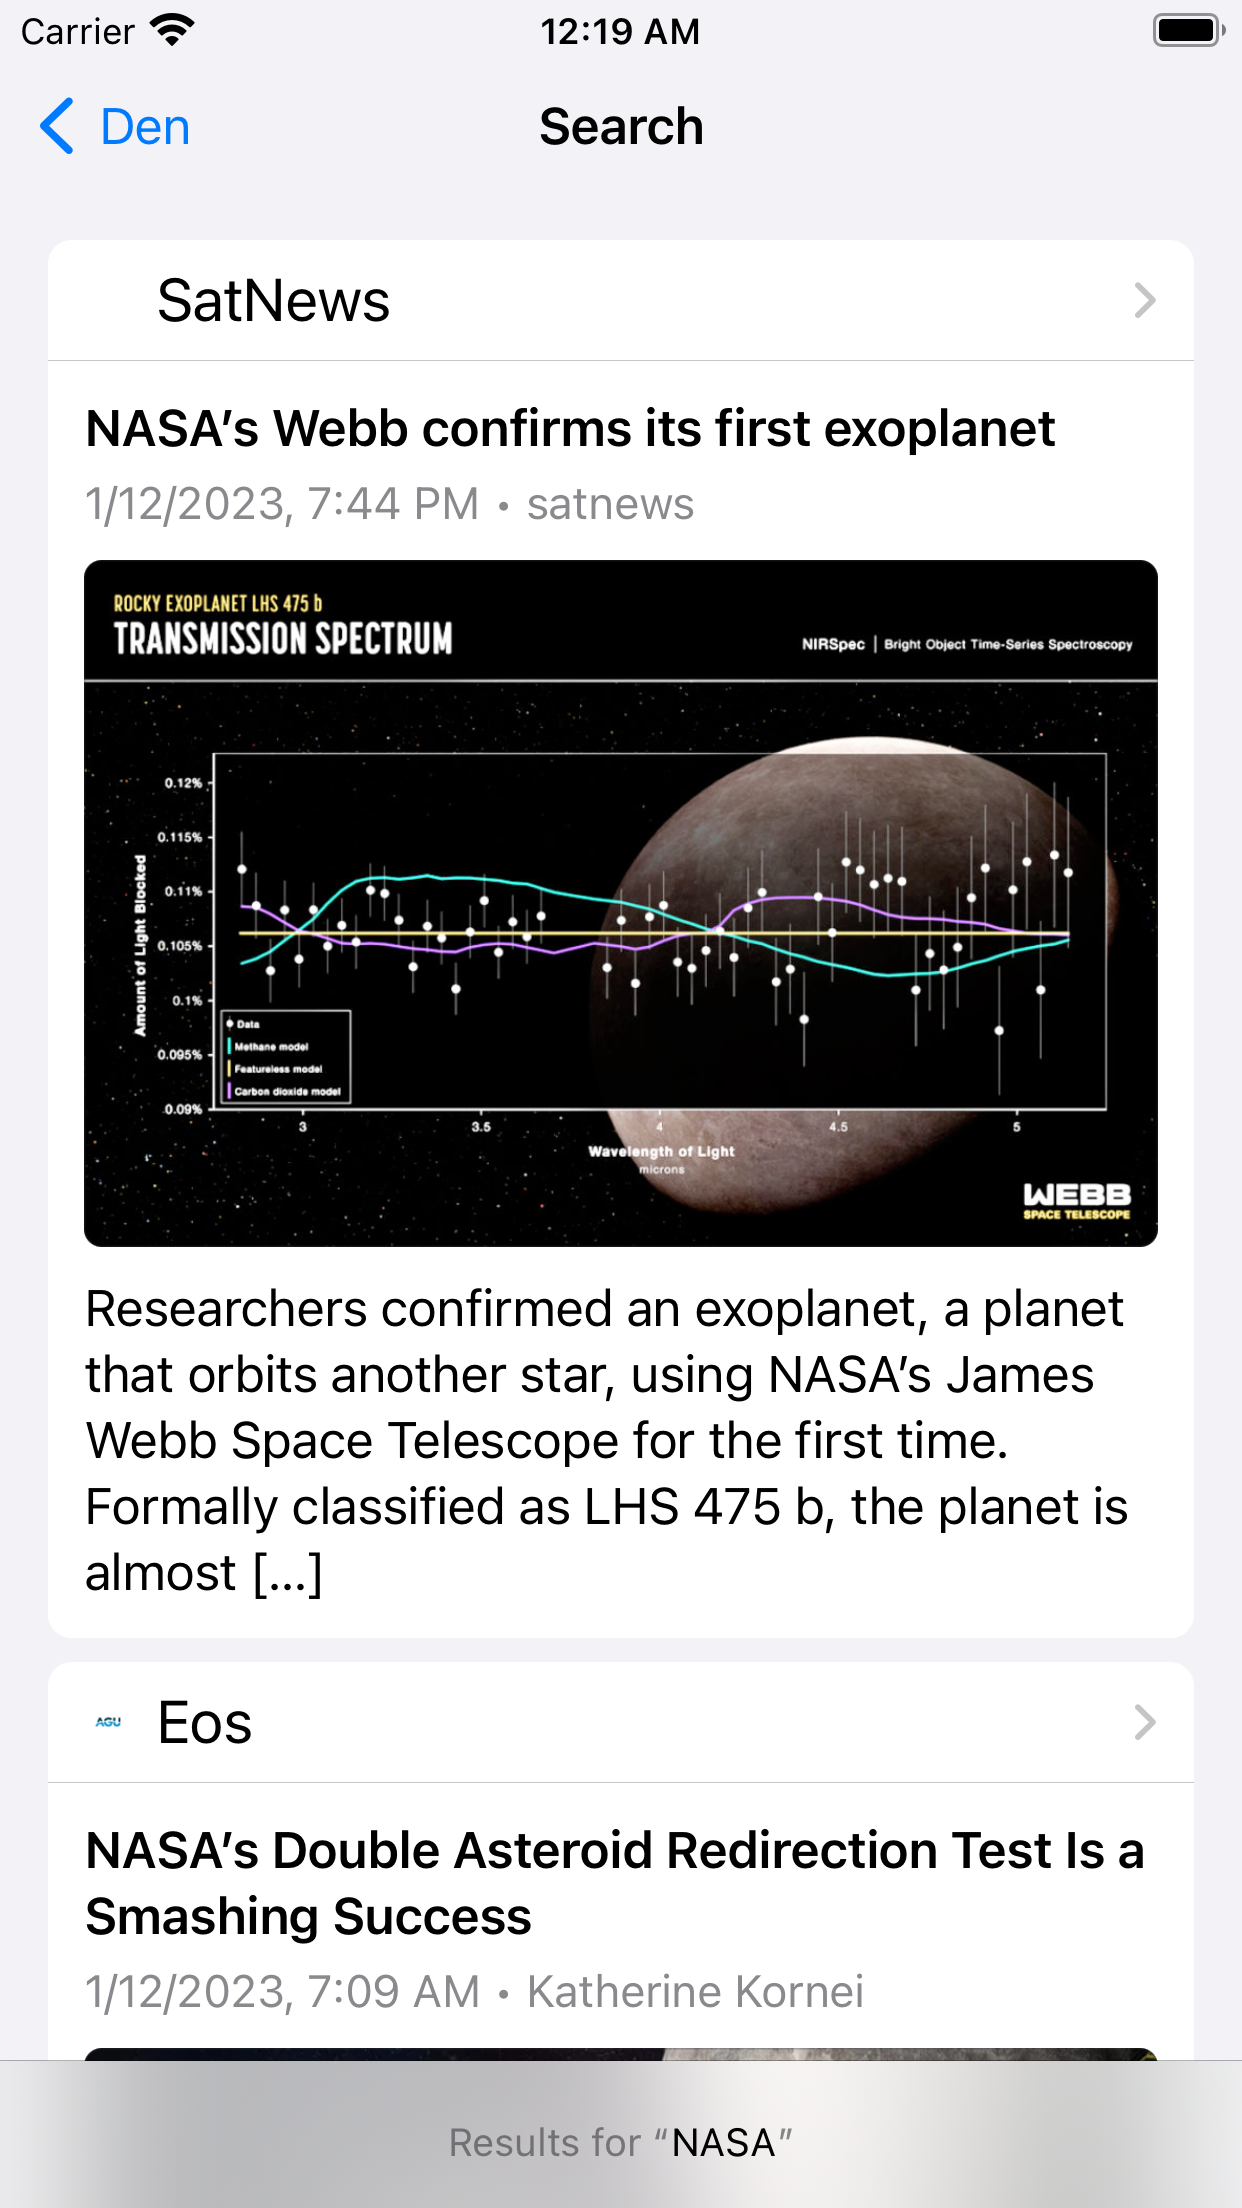 Carrier 12:19 AM
Den Search
SatNews
NASA’s Webb confirms its first exoplanet
1/12/2023, 7:44 PM • satnews
ROCKY EXOPLANET LHS 475 b
TRANSMISSION SPECTRUM
NIRSpec | Bright Object Time-Series Spectroscopy
0.12%
0.115%
0.11%
0.105%
0.1%
0.095%
0.09%
Amount of Light Blocked
Data
Methane model
Featureless model
Carbon dioxide model
3 3.5 4 4.5 5
Wavelength of Light
microns
WEBB
SPACE TELESCOPE
Researchers confirmed an exoplanet, a planet
that orbits another star, using NASA’s James
Webb Space Telescope for the first time.
Formally classified as LHS 475 b, the planet is
almost [...]
AGU Eos
NASA’s Double Asteroid Redirection Test Is a
Smashing Success
1/12/2023, 7:09 AM • Katherine Kornei
Results for “NASA”